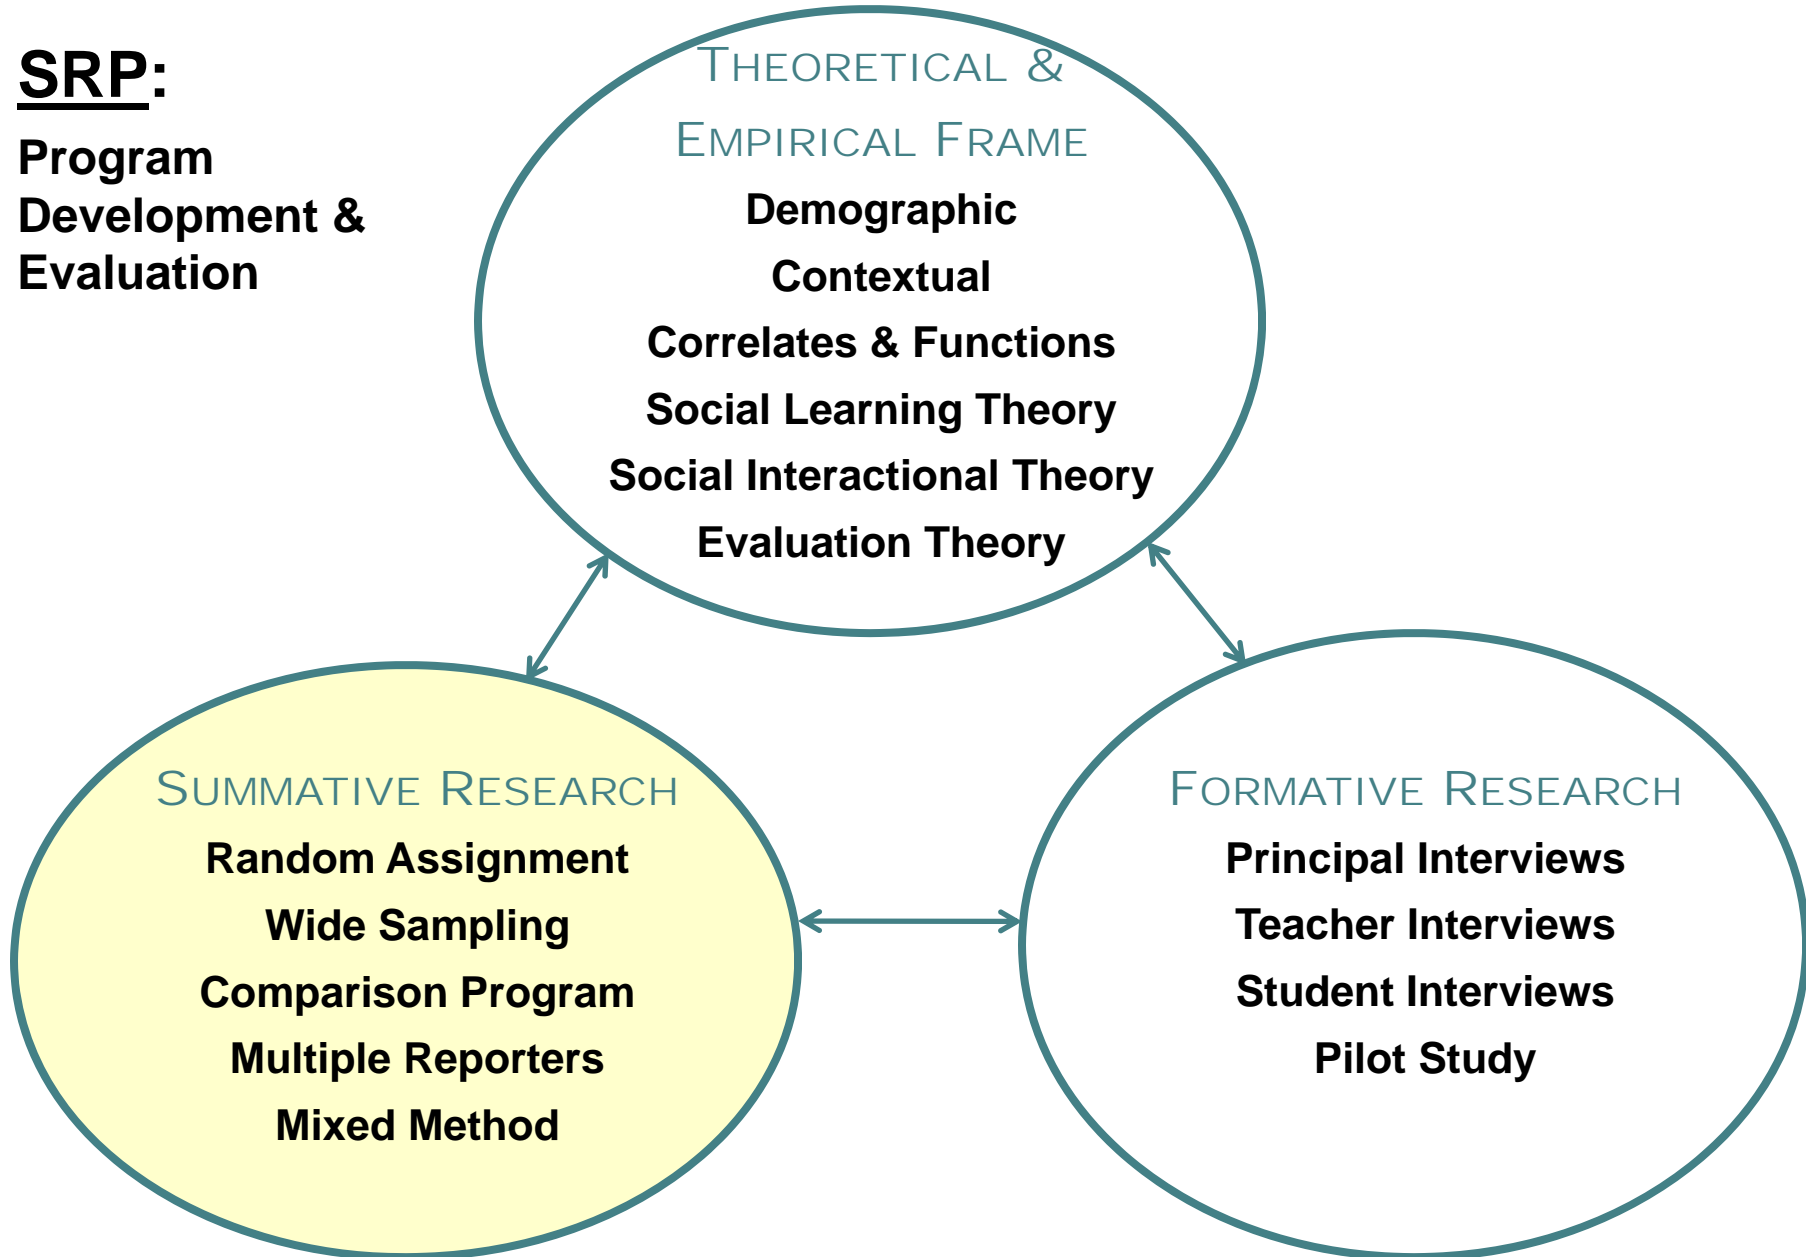 SRP:
Program
Development &
Evaluation
THEORETICAL &
EMPIRICAL FRAME
Demographic
Contextual
Correlates & Functions
Social Learning Theory
Social Interactional Theory
Evaluation Theory
SUMMATIVE RESEARCH
Random Assignment
Wide Sampling
Comparison Program
Multiple Reporters
Mixed Method
FORMATIVE RESEARCH
Principal Interviews
Teacher Interviews
Student Interviews
Pilot Study